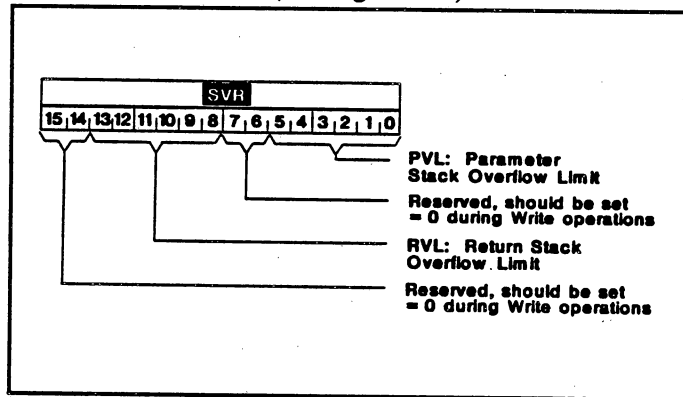 SVR
15 14 13 12 11 10 9 8 7 6 5 4 3 2 1 0
PVL: Parameter
Stack Overflow Limit
Reserved, should be set
= 0 during Write operations
RVL: Return Stack
Overflow Limit
Reserved, should be set
= 0 during Write operations